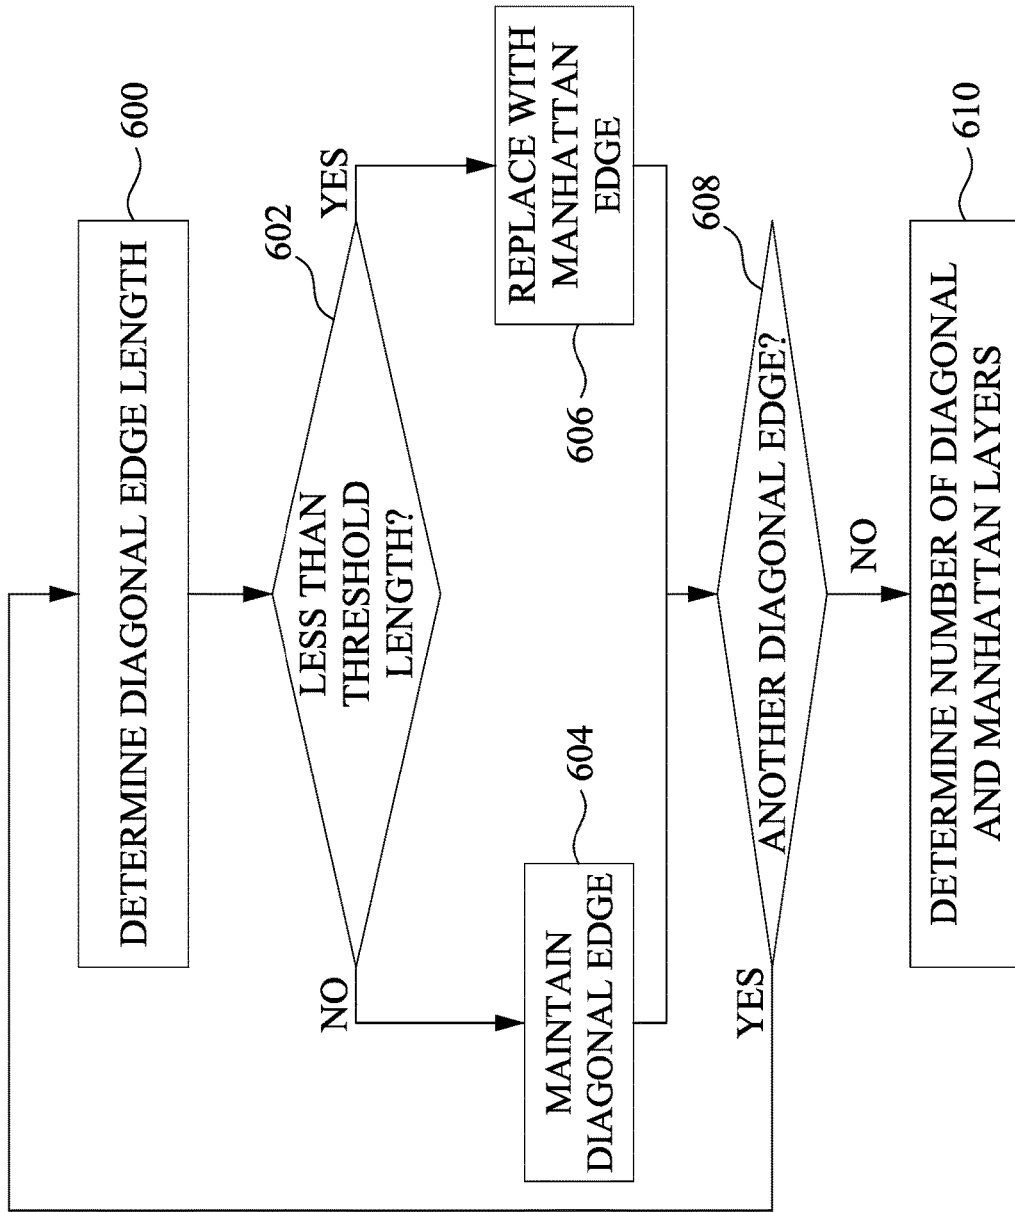 600
DETERMINE DIAGONAL EDGE LENGTH
602
LESS THAN
THRESHOLD
LENGTH?
NO
YES
604
MAINTAIN
DIAGONAL EDGE
606
REPLACE WITH
MANHATTAN
EDGE
608
ANOTHER DIAGONAL EDGE?
YES
NO
610
DETERMINE NUMBER OF DIAGONAL
AND MANHATTAN LAYERS